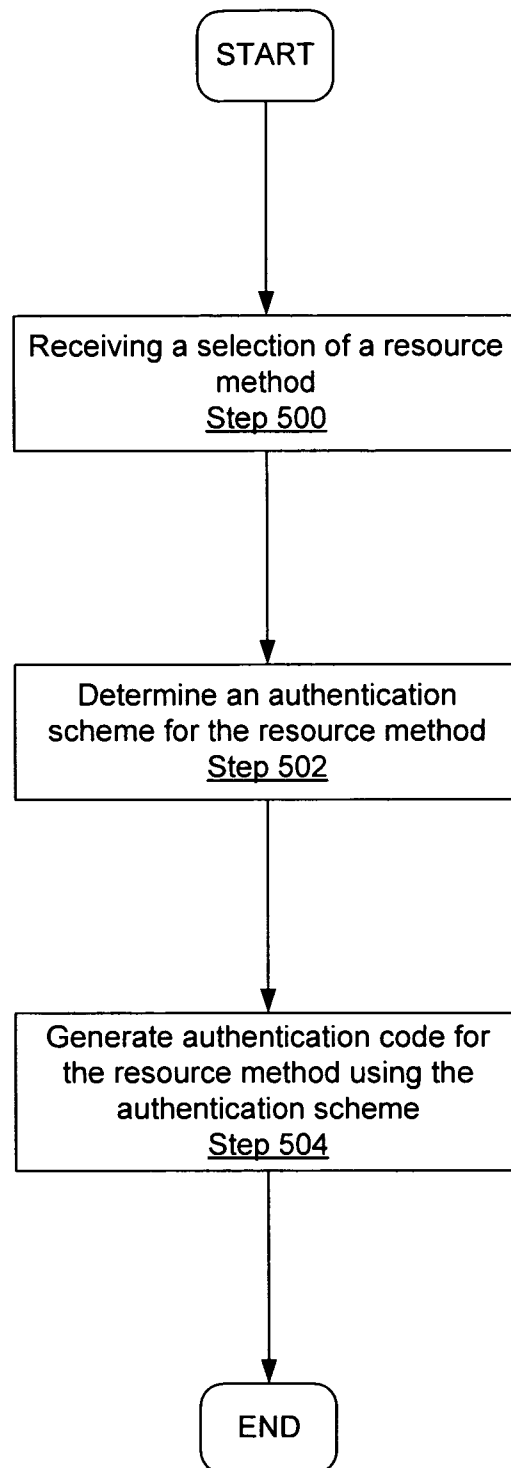 START
Receiving a selection of a resource
method
Step 500
Determine an authentication
scheme for the resource method
Step 502
Generate authentication code for
the resource method using the
authentication scheme
Step 504
END